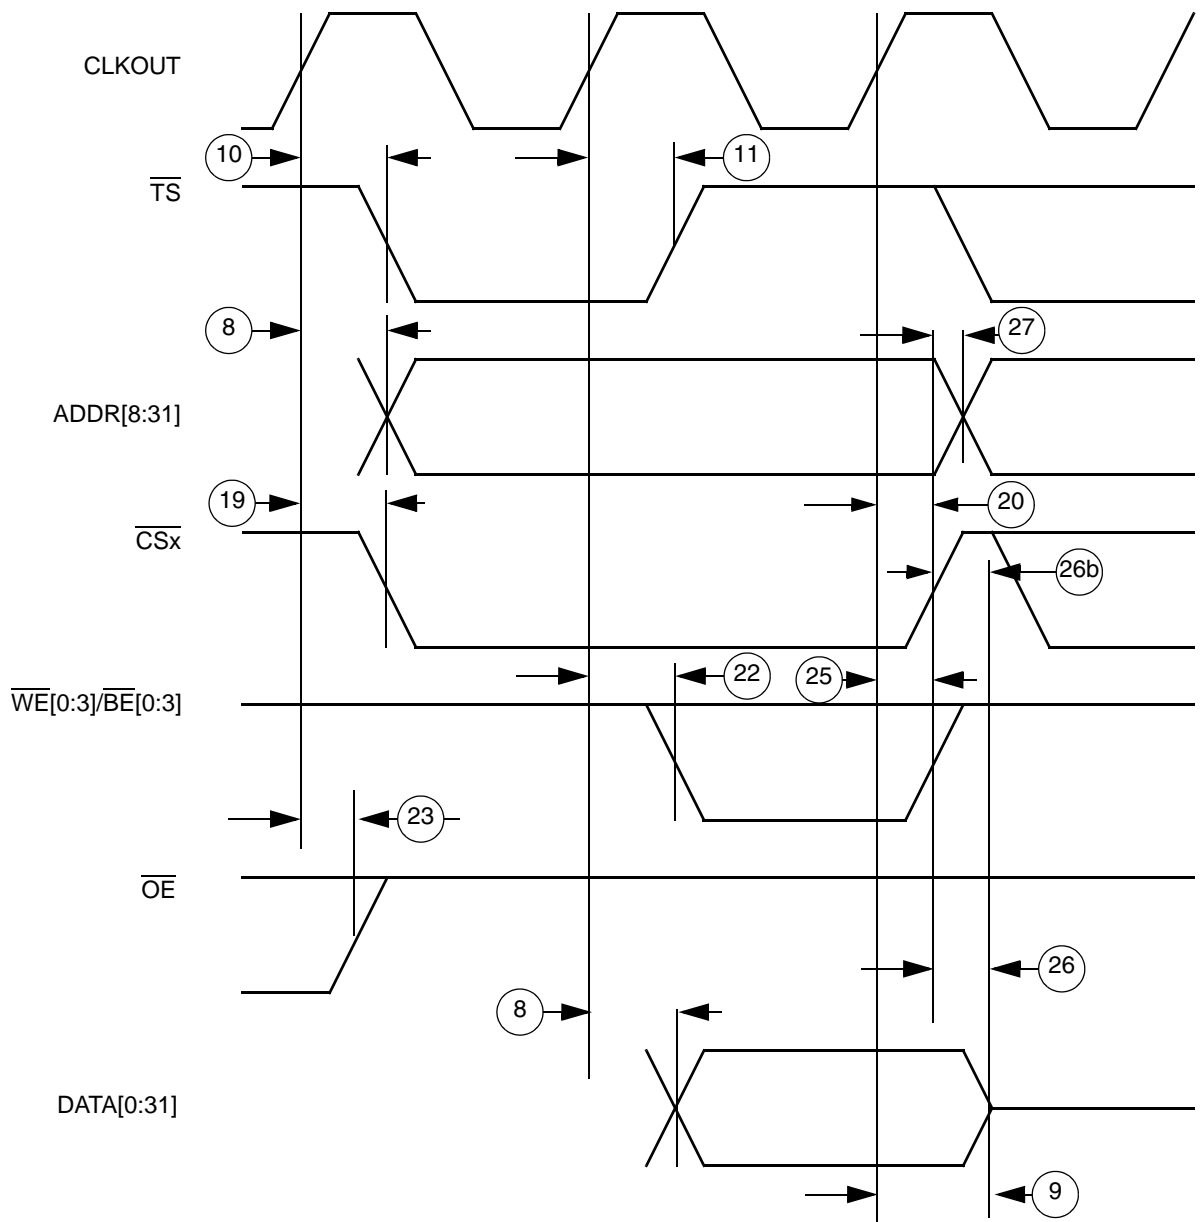 CLKOUT
10
11
TS
8
27
ADDR[8:31]
19
20
CSx
26b
22
25
WE[0:3]/BE[0:3]
23
OE
26
8
DATA[0:31]
9